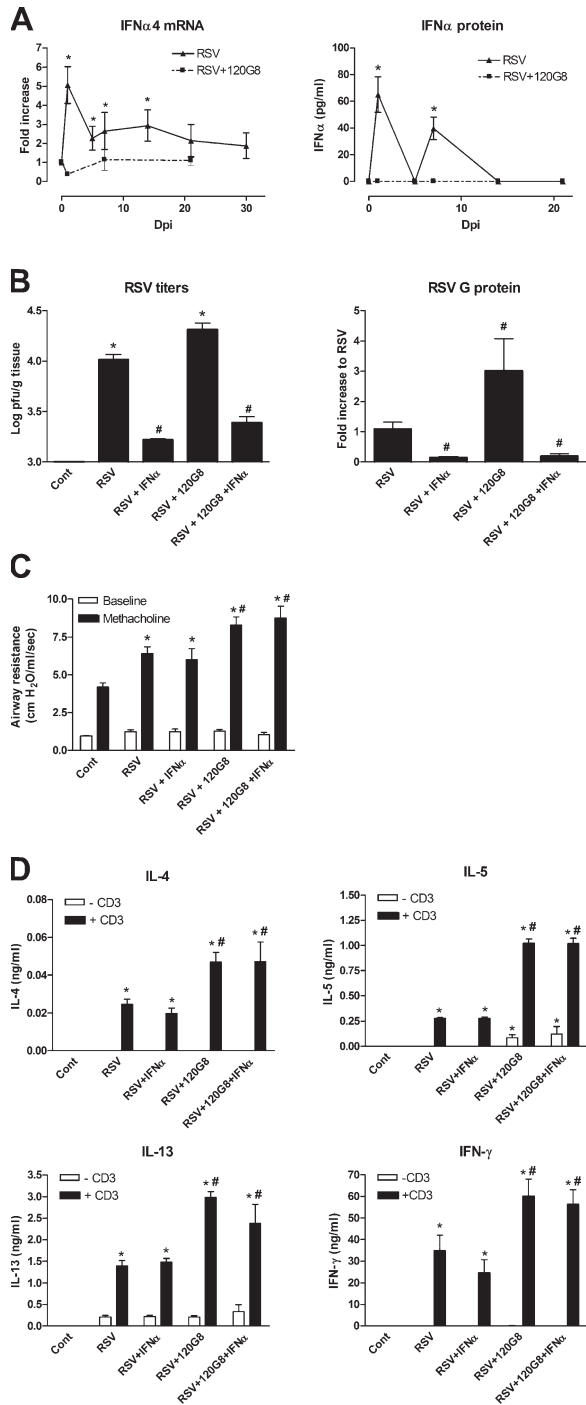 A
IFNα4 mRNA
RSV
RSV+120G8
Fold increase
8
7
6
5
4
3
2
1
0
*
*
*
*
0
10
20
30
Dpi
IFNα protein
RSV
RSV+120G8
IFNα (pg/ml)
100
80
60
40
20
0
*
*
0
10
20
Dpi
B
RSV titers
Log pfu/g tissue
4.5
4.0
3.5
3.0
*
#
*
#
Cont
RSV
RSV + IFNα
RSV + 120G8
RSV + 120G8 +IFNα
RSV G protein
Fold increase to RSV
5
4
3
2
1
0
#
#
#
RSV
RSV + IFNα
RSV + 120G8
RSV + 120G8 +IFNα
C
Baseline
Methacholine
Airway resistance
(cm H2O/ml/sec)
10.0
7.5
5.0
2.5
0.0
*
*
* #
* #
Cont
RSV
RSV + IFNα
RSV + 120G8
RSV + 120G8 +IFNα
D
IL-4
- CD3
+ CD3
IL-4 (ng/ml)
0.08
0.06
0.04
0.02
0.00
*
*
* #
* #
Cont
RSV
RSV+IFNα
RSV+120G8
RSV+120G8+IFNα
IL-5
- CD3
+ CD3
IL-5 (ng/ml)
1.50
1.25
1.00
0.75
0.50
0.25
0.00
*
*
*
* #
*
* #
Cont
RSV
RSV+IFNα
RSV+120G8
RSV+120G8+IFNα
IL-13
- CD3
+ CD3
IL-13 (ng/ml)
3.5
3.0
2.5
2.0
1.5
1.0
0.5
0.0
*
*
* #
* #
Cont
RSV
RSV+IFNα
RSV+120G8
RSV+120G8+IFNα
IFN-γ
-CD3
+CD3
IFN-γ (ng/ml)
70
60
50
40
30
20
10
0
*
*
* #
* #
Cont
RSV
RSV+IFNα
RSV+120G8
RSV+120G8+IFNα